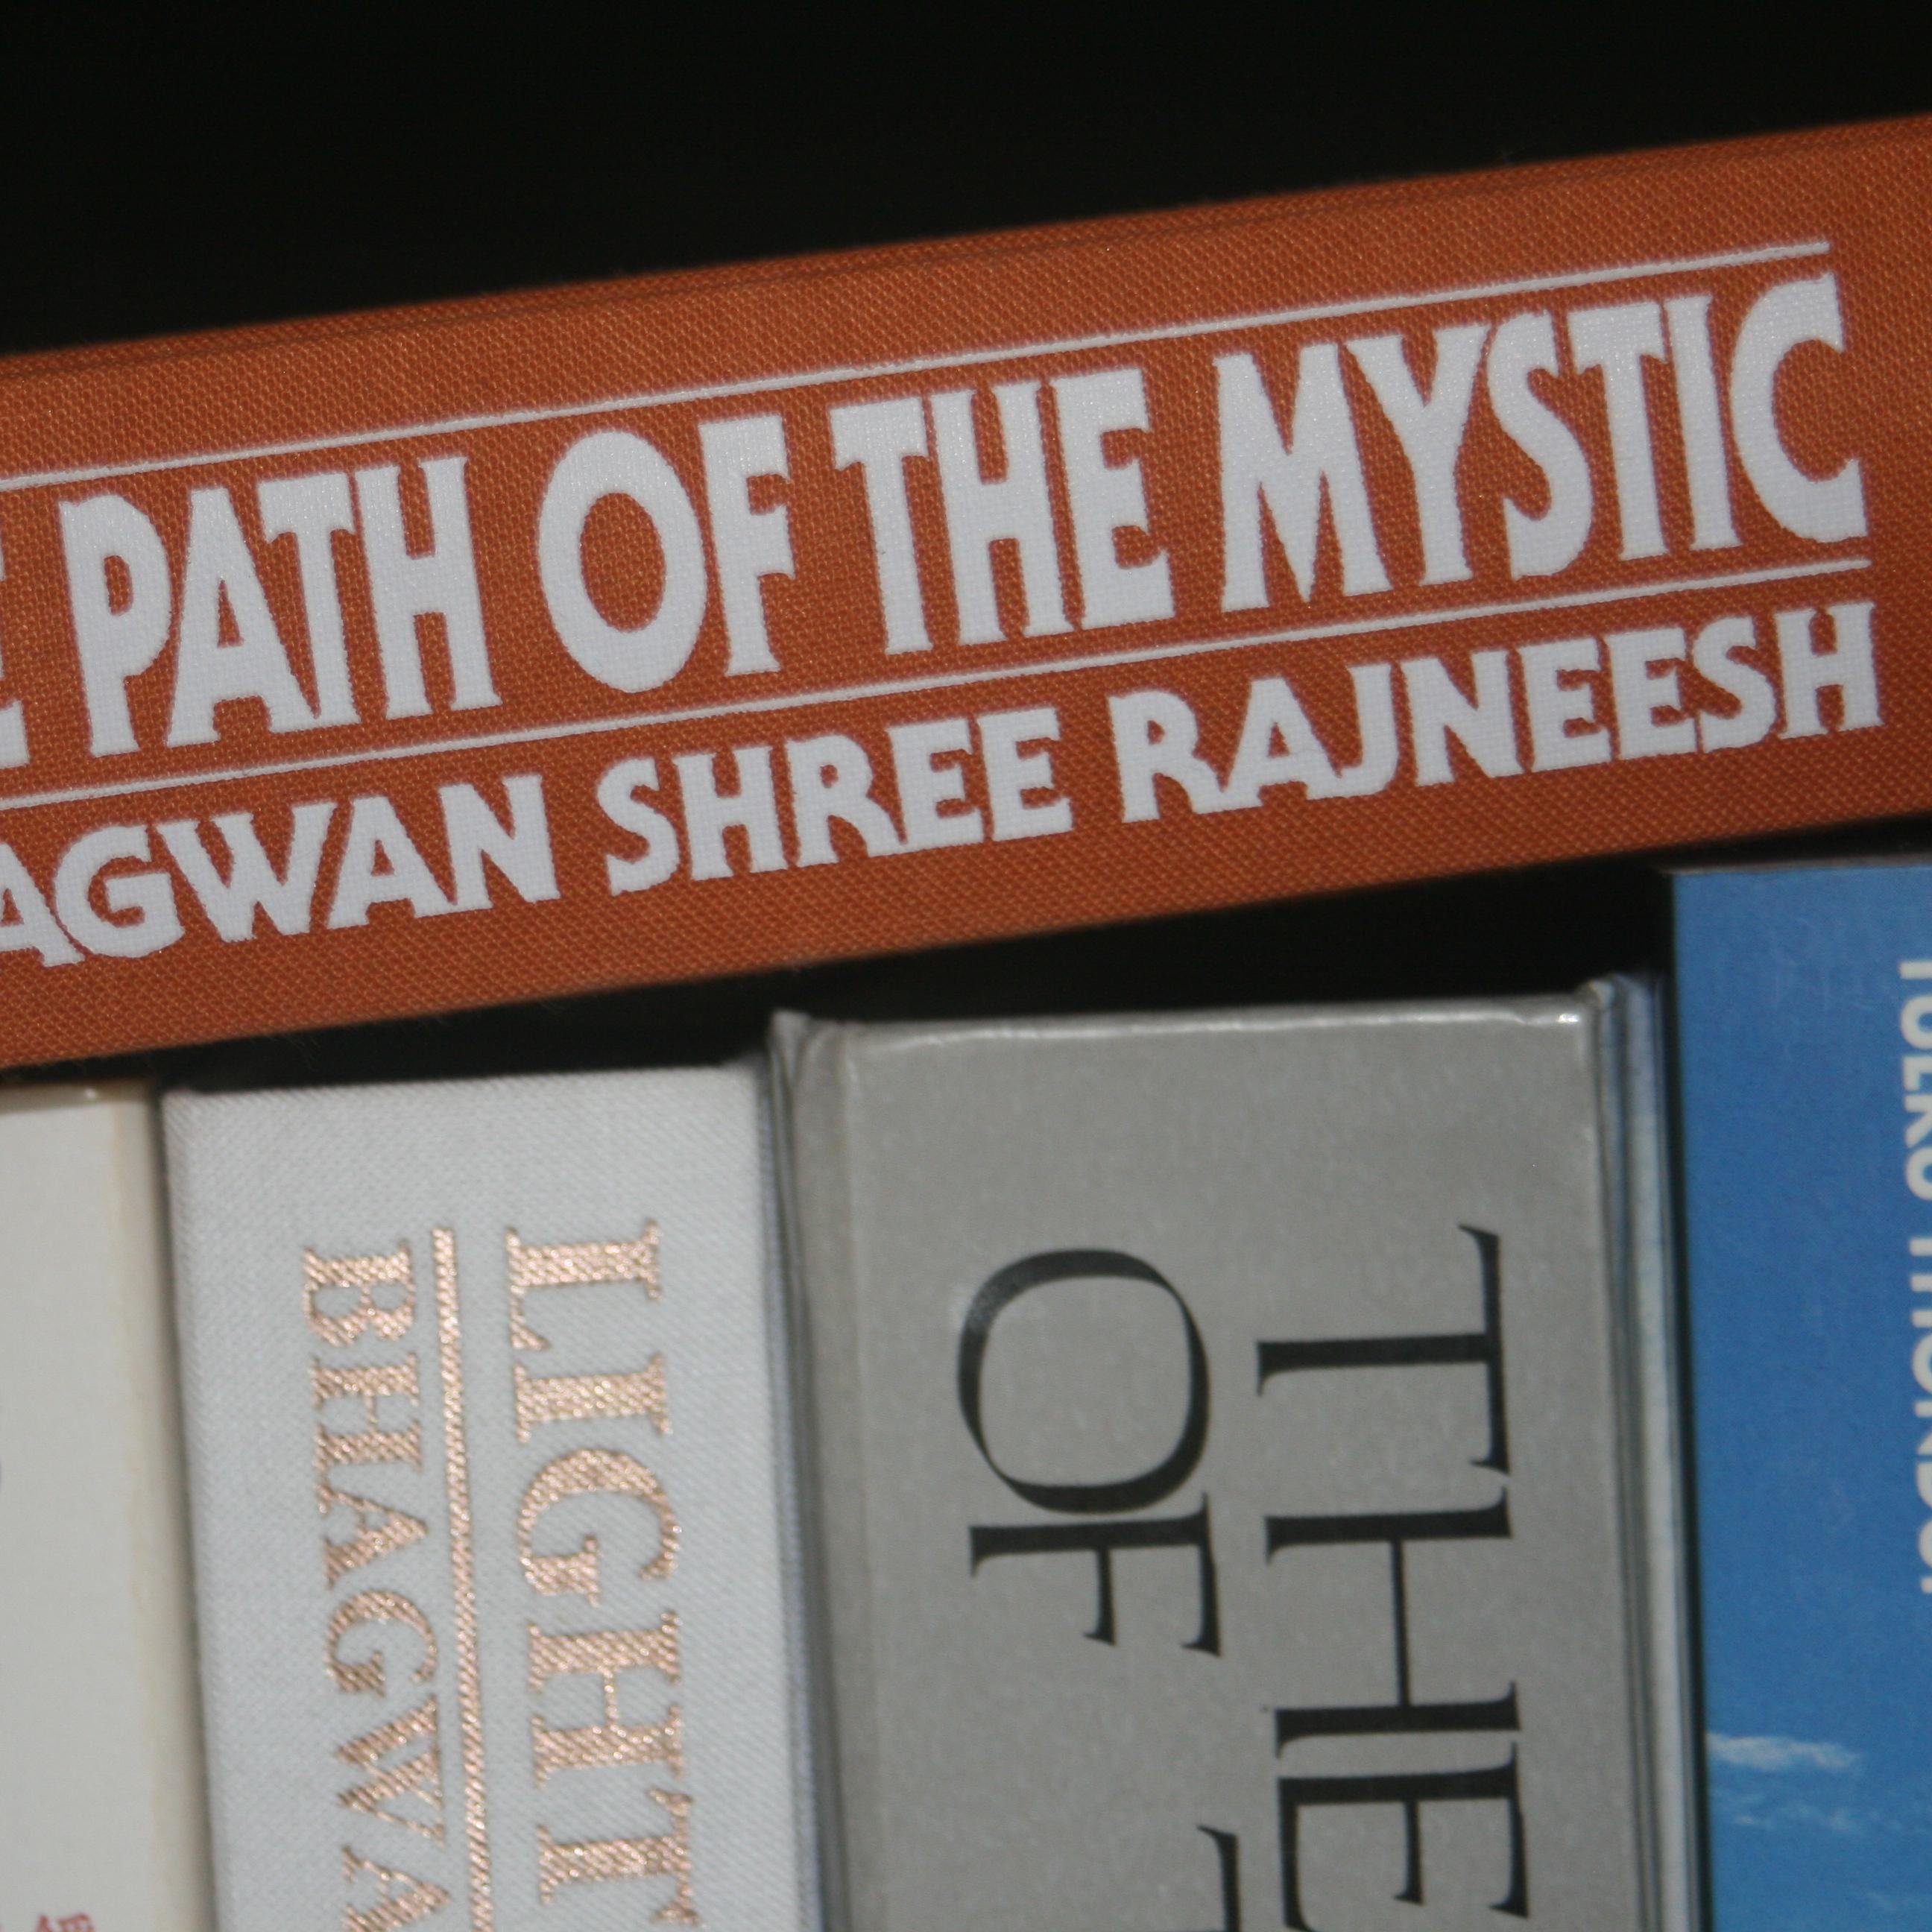 PATH OF THE MYSTIC
AGWAN SHREE RAJNEESH
LIGHT
BHAGWA
THE
OF